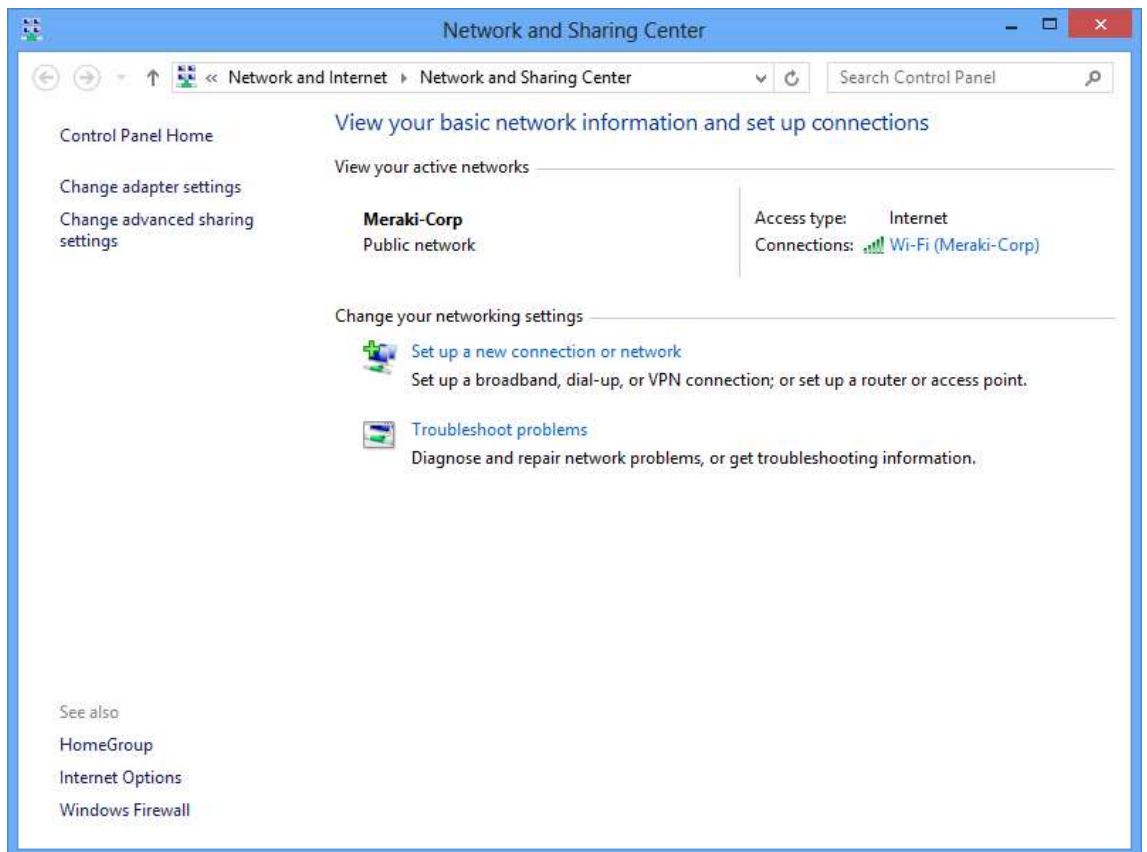 Network and Sharing Center
« Network and Internet ▸ Network and Sharing Center
Search Control Panel
Control Panel Home
Change adapter settings
Change advanced sharing
settings
View your basic network information and set up connections
View your active networks
Meraki-Corp
Public network
Access type: Internet
Connections: Wi-Fi (Meraki-Corp)
Change your networking settings
Set up a new connection or network
Set up a broadband, dial-up, or VPN connection; or set up a router or access point.
Troubleshoot problems
Diagnose and repair network problems, or get troubleshooting information.
See also
HomeGroup
Internet Options
Windows Firewall